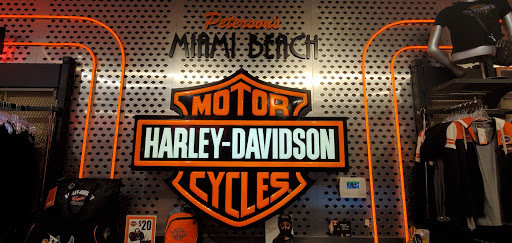 Peterson's
MIAMI BEACH
MOTOR
HARLEY-DAVIDSON
CYCLES
$20